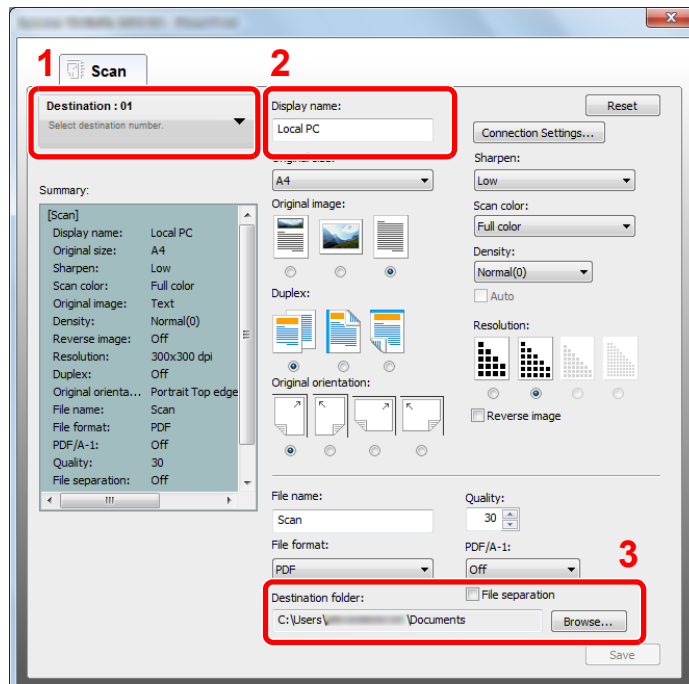 1
2
Scan
Destination : 01
Select destination number.
Display name:
Local PC
Reset
Connection Settings...
Original size:
A4
Sharpen:
Low
Original image:
Scan color:
Full color
Density:
Normal(0)
Auto
Duplex:
Resolution:
Original orientation:
Reverse image
Summary:
[Scan]
Display name: Local PC
Original size: A4
Sharpen: Low
Scan color: Full color
Original image: Text
Density: Normal(0)
Reverse image: Off
Resolution: 300x300 dpi
Duplex: Off
Original orienta... Portrait Top edge
File name: Scan
File format: PDF
PDF/A-1: Off
Quality: 30
File separation: Off
File name:
Scan
Quality:
30
File format:
PDF
PDF/A-1:
Off
3
File separation
Destination folder:
C:\Users\ \Documents
Browse...
Save